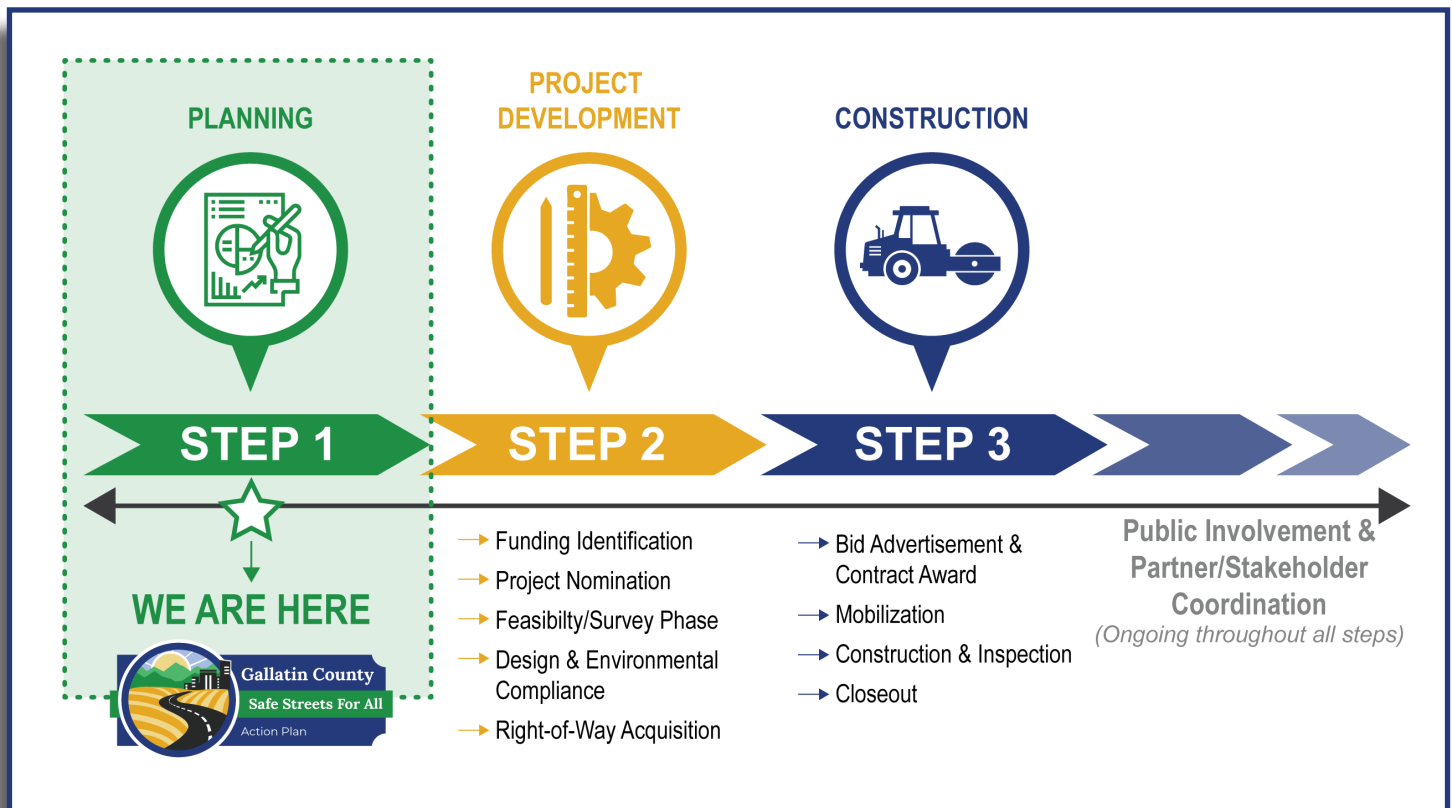 PLANNING
PROJECT
DEVELOPMENT
CONSTRUCTION
STEP 1
STEP 2
STEP 3
WE ARE HERE
Gallatin County
Safe Streets For All
Action Plan
Funding Identification
Project Nomination
Feasibilty/Survey Phase
Design & Environmental
Compliance
Right-of-Way Acquisition
Bid Advertisement &
Contract Award
Mobilization
Construction & Inspection
Closeout
Public Involvement &
Partner/Stakeholder
Coordination
(Ongoing throughout all steps)